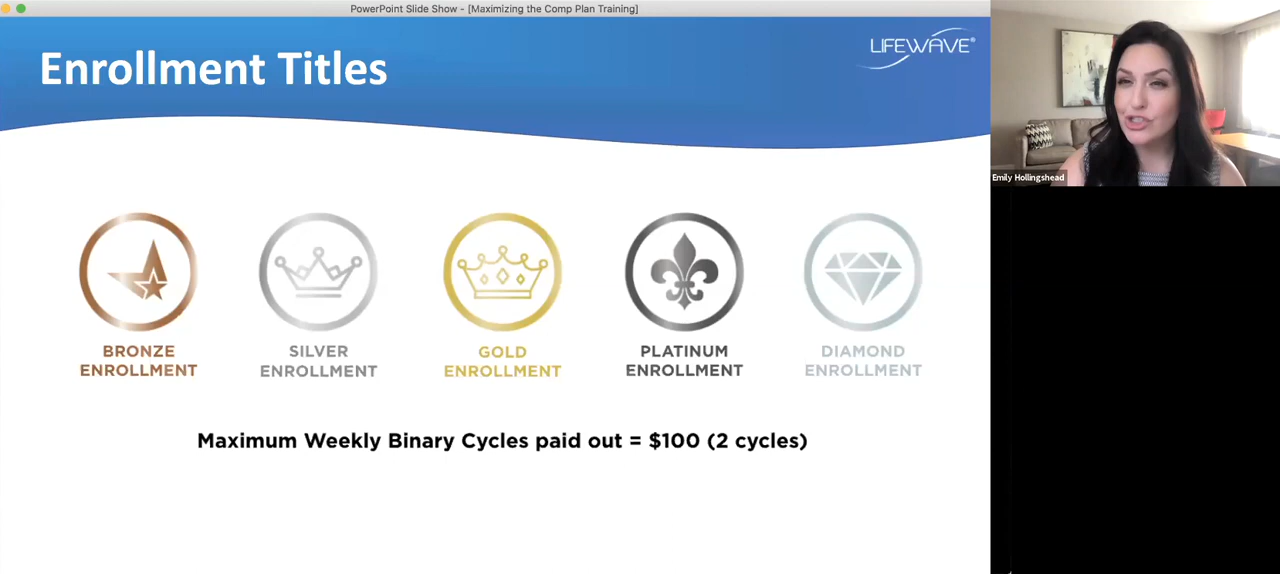 PowerPoint Slide Show - [Maximizing the Comp Plan Training]
Enrollment Titles
LIFEWAVE®
Emily Hollingshead
BRONZE
ENROLLMENT
SILVER
ENROLLMENT
GOLD
ENROLLMENT
PLATINUM
ENROLLMENT
DIAMOND
ENROLLMENT
Maximum Weekly Binary Cycles paid out = $100 (2 cycles)